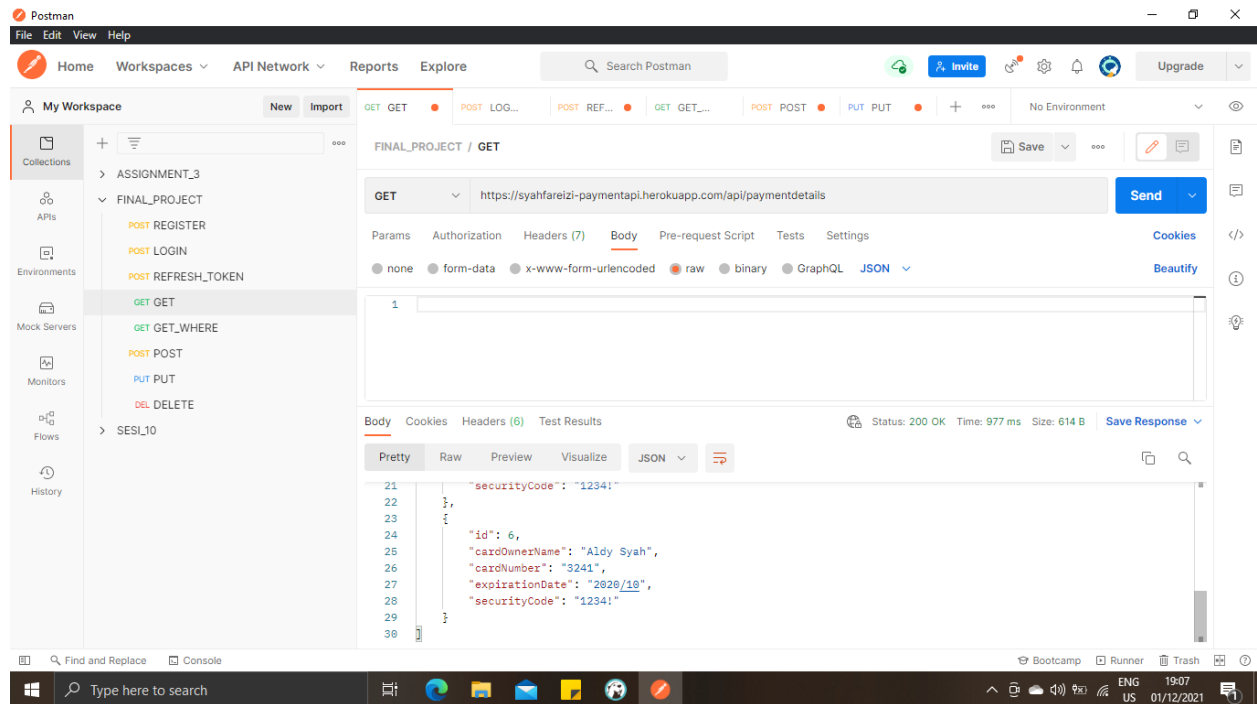 Postman
File Edit View Help
Home Workspaces API Network Reports Explore Search Postman Invite Upgrade
My Workspace New Import GET GET POST LOG... POST REF... GET GET_... POST POST PUT PUT No Environment
Collections
APIs
Environments
Mock Servers
Monitors
Flows
History
ASSIGNMENT_3
FINAL_PROJECT
POST REGISTER
POST LOGIN
POST REFRESH_TOKEN
GET GET
GET GET_WHERE
POST POST
PUT PUT
DEL DELETE
SESI_10
FINAL_PROJECT / GET Save
GET https://syahfareizi-paymentapi.herokuapp.com/api/paymentdetails Send
Params Authorization Headers (7) Body Pre-request Script Tests Settings Cookies
none form-data x-www-form-urlencoded raw binary GraphQL JSON Beautify
1
Body Cookies Headers (6) Test Results Status: 200 OK Time: 977 ms Size: 614 B Save Response
Pretty Raw Preview Visualize JSON
21 "securityCode": "1234!"
22 },
23 {
24 "id": 6,
25 "cardOwnerName": "Aldy Syah",
26 "cardNumber": "3241",
27 "expirationDate": "2020/10",
28 "securityCode": "1234!"
29 }
30 ]
Find and Replace Console Bootcamp Runner Trash
Type here to search ENG 19:07
US 01/12/2021